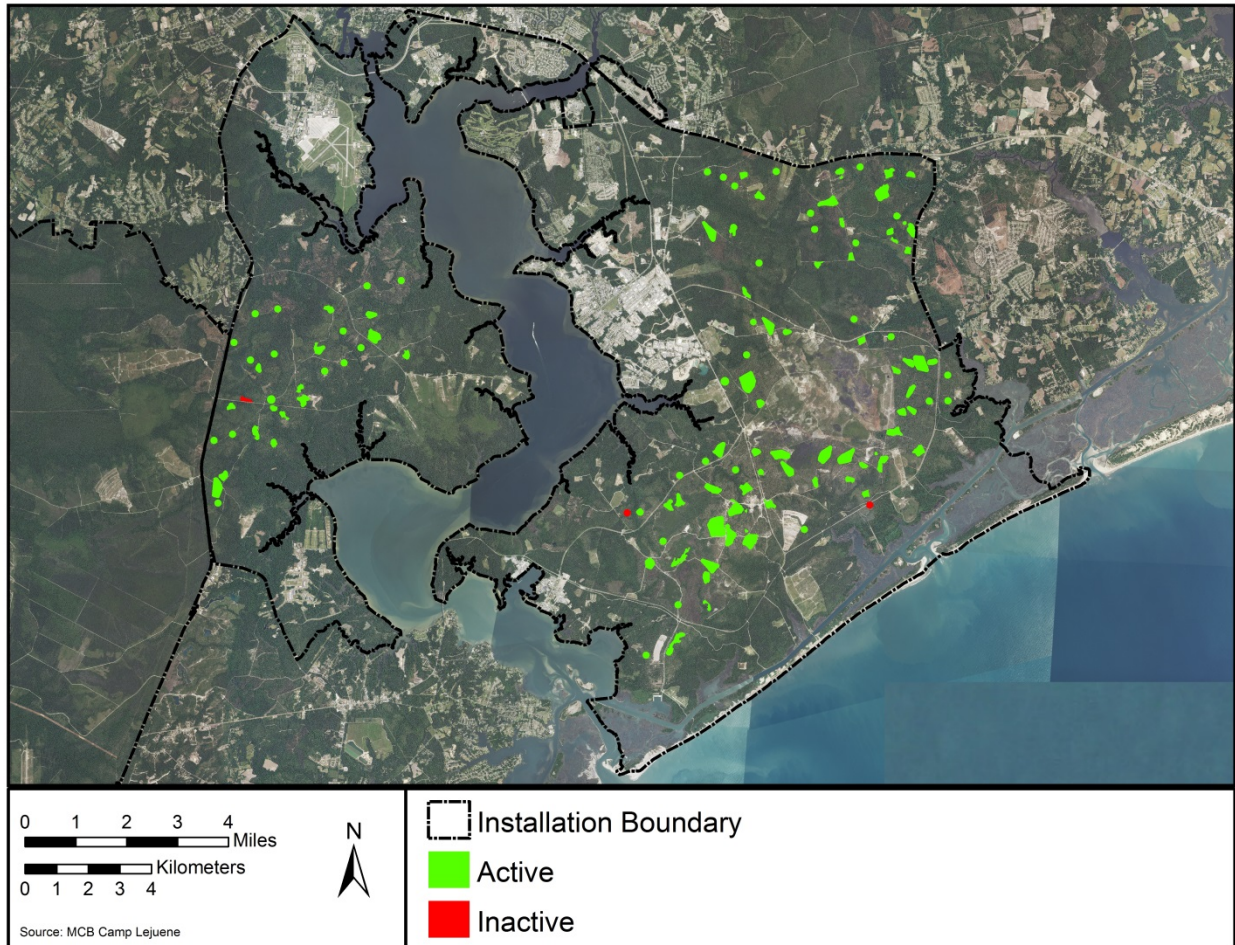 0 1 2 3 4
Miles
Kilometers
0 1 2 3 4
Source: MCB Camp Lejuene
N
Installation Boundary
Active
Inactive